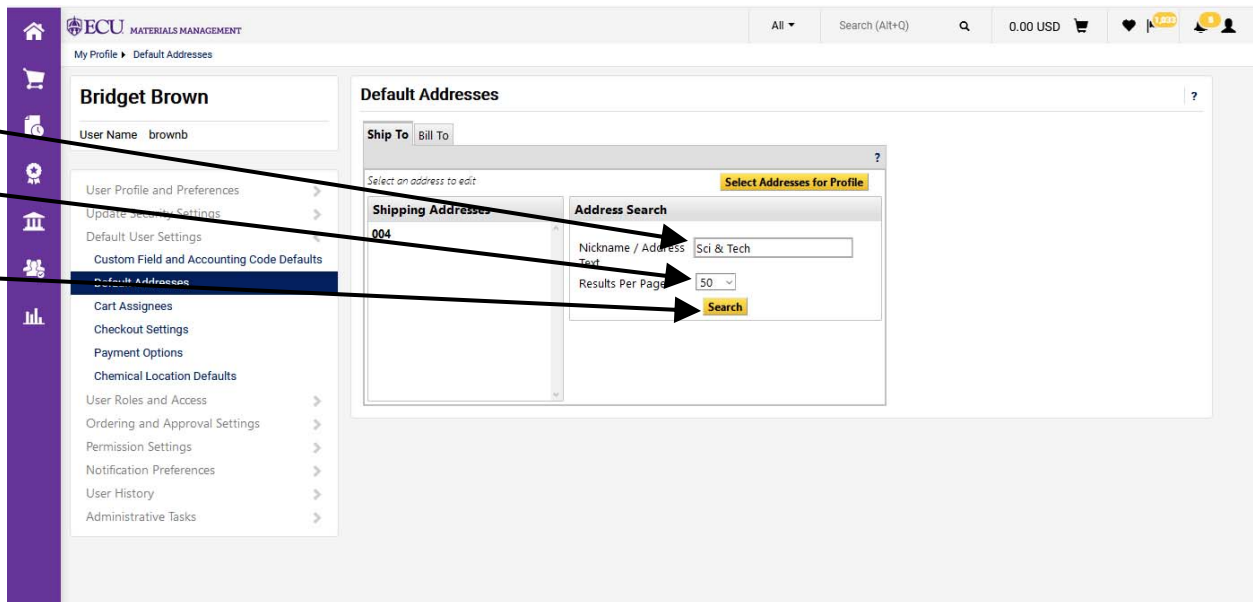 ECU MATERIALS MANAGEMENT
All
Search (Alt+Q)
0.00 USD
1,033
6
My Profile Default Addresses
Bridget Brown
User Name brownb
User Profile and Preferences
Update Security Settings
Default User Settings
Custom Field and Accounting Code Defaults
Default Addresses
Cart Assignees
Checkout Settings
Payment Options
Chemical Location Defaults
User Roles and Access
Ordering and Approval Settings
Permission Settings
Notification Preferences
User History
Administrative Tasks
Default Addresses
?
Ship To Bill To
?
Select an address to edit
Select Addresses for Profile
Shipping Addresses
004
Address Search
Nickname / Address Text
Sci & Tech
Results Per Page
50
Search